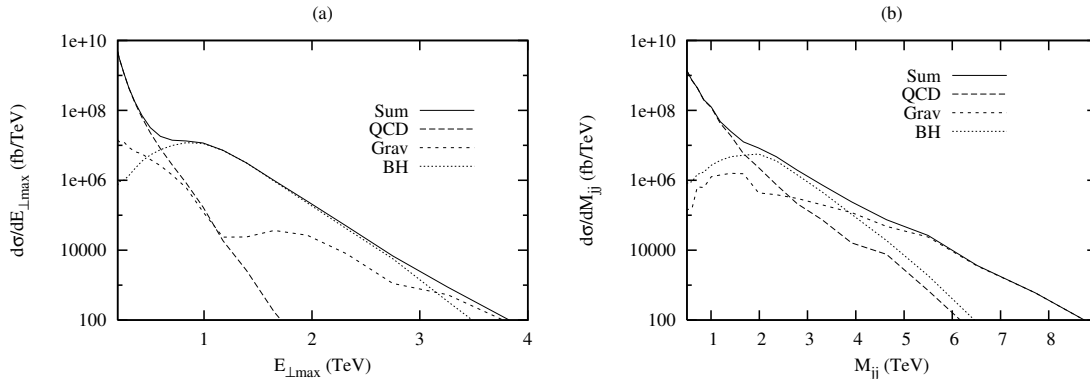 (a)
1e+10
1e+08
1e+06
10000
100
dσ/dE⊥max (fb/TeV)
Sum
QCD
Grav
BH
1 2 3 4
E⊥max (TeV)
(b)
1e+10
1e+08
1e+06
10000
100
dσ/dMjj (fb/TeV)
Sum
QCD
Grav
BH
1 2 3 4 5 6 7 8
Mjj (TeV)